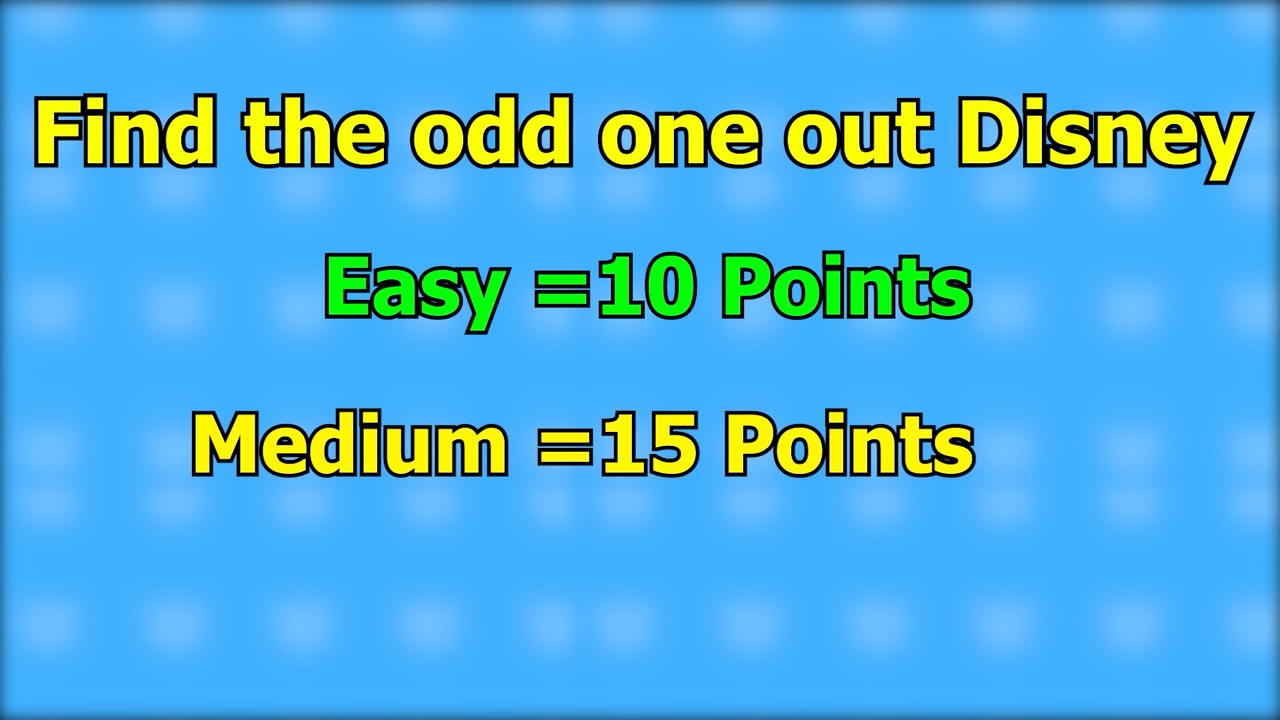 Find the odd one out Disney
Easy =10 Points
Medium =15 Points